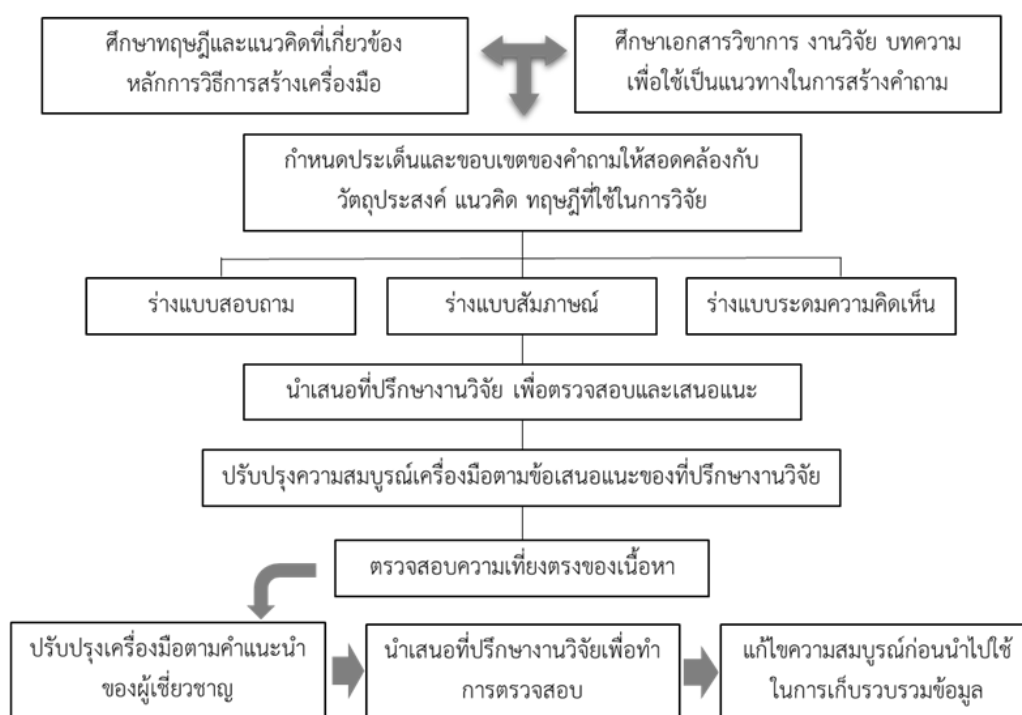 ศึกษาทฤษฎีและแนวคิดที่เกี่ยวข้อง
หลักการวิธีการสร้างเครื่องมือ
ศึกษาเอกสารวิชาการ งานวิจัย บทความ
เพื่อใช้เป็นแนวทางในการสร้างคำถาม
กำหนดประเด็นและขอบเขตของคำถามให้สอดคล้องกับ
วัตถุประสงค์ แนวคิด ทฤษฎีที่ใช้ในการวิจัย
ร่างแบบสอบถาม
ร่างแบบสัมภาษณ์
ร่างแบบระดมความคิดเห็น
นำเสนอที่ปรึกษางานวิจัย เพื่อตรวจสอบและเสนอแนะ
ปรับปรุงความสมบูรณ์เครื่องมือตามข้อเสนอแนะของที่ปรึกษางานวิจัย
ตรวจสอบความเที่ยงตรงของเนื้อหา
ปรับปรุงเครื่องมือตามคำแนะนำ
ของผู้เชี่ยวชาญ
นำเสนอที่ปรึกษางานวิจัยเพื่อทำ
การตรวจสอบ
แก้ไขความสมบูรณ์ก่อนนำไปใช้
ในการเก็บรวบรวมข้อมูล